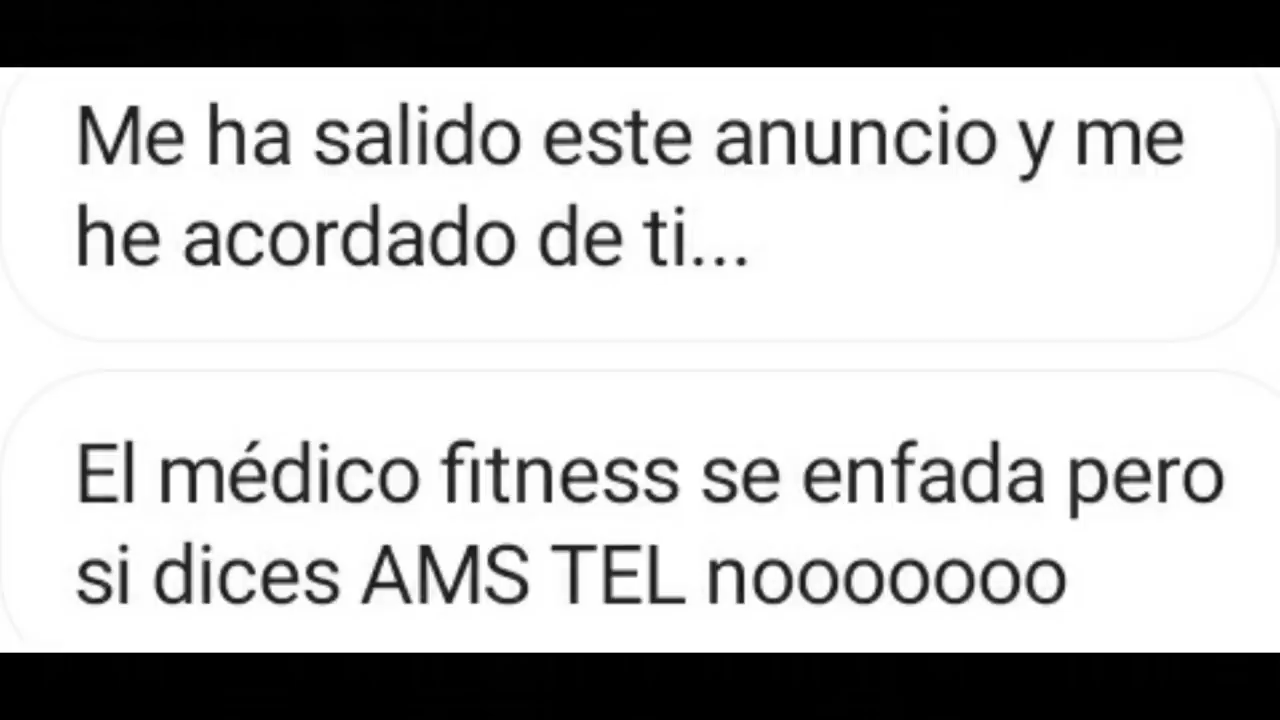 Me ha salido este anuncio y me
he acordado de ti...
El médico fitness se enfada pero
si dices AMS TEL nooooooo